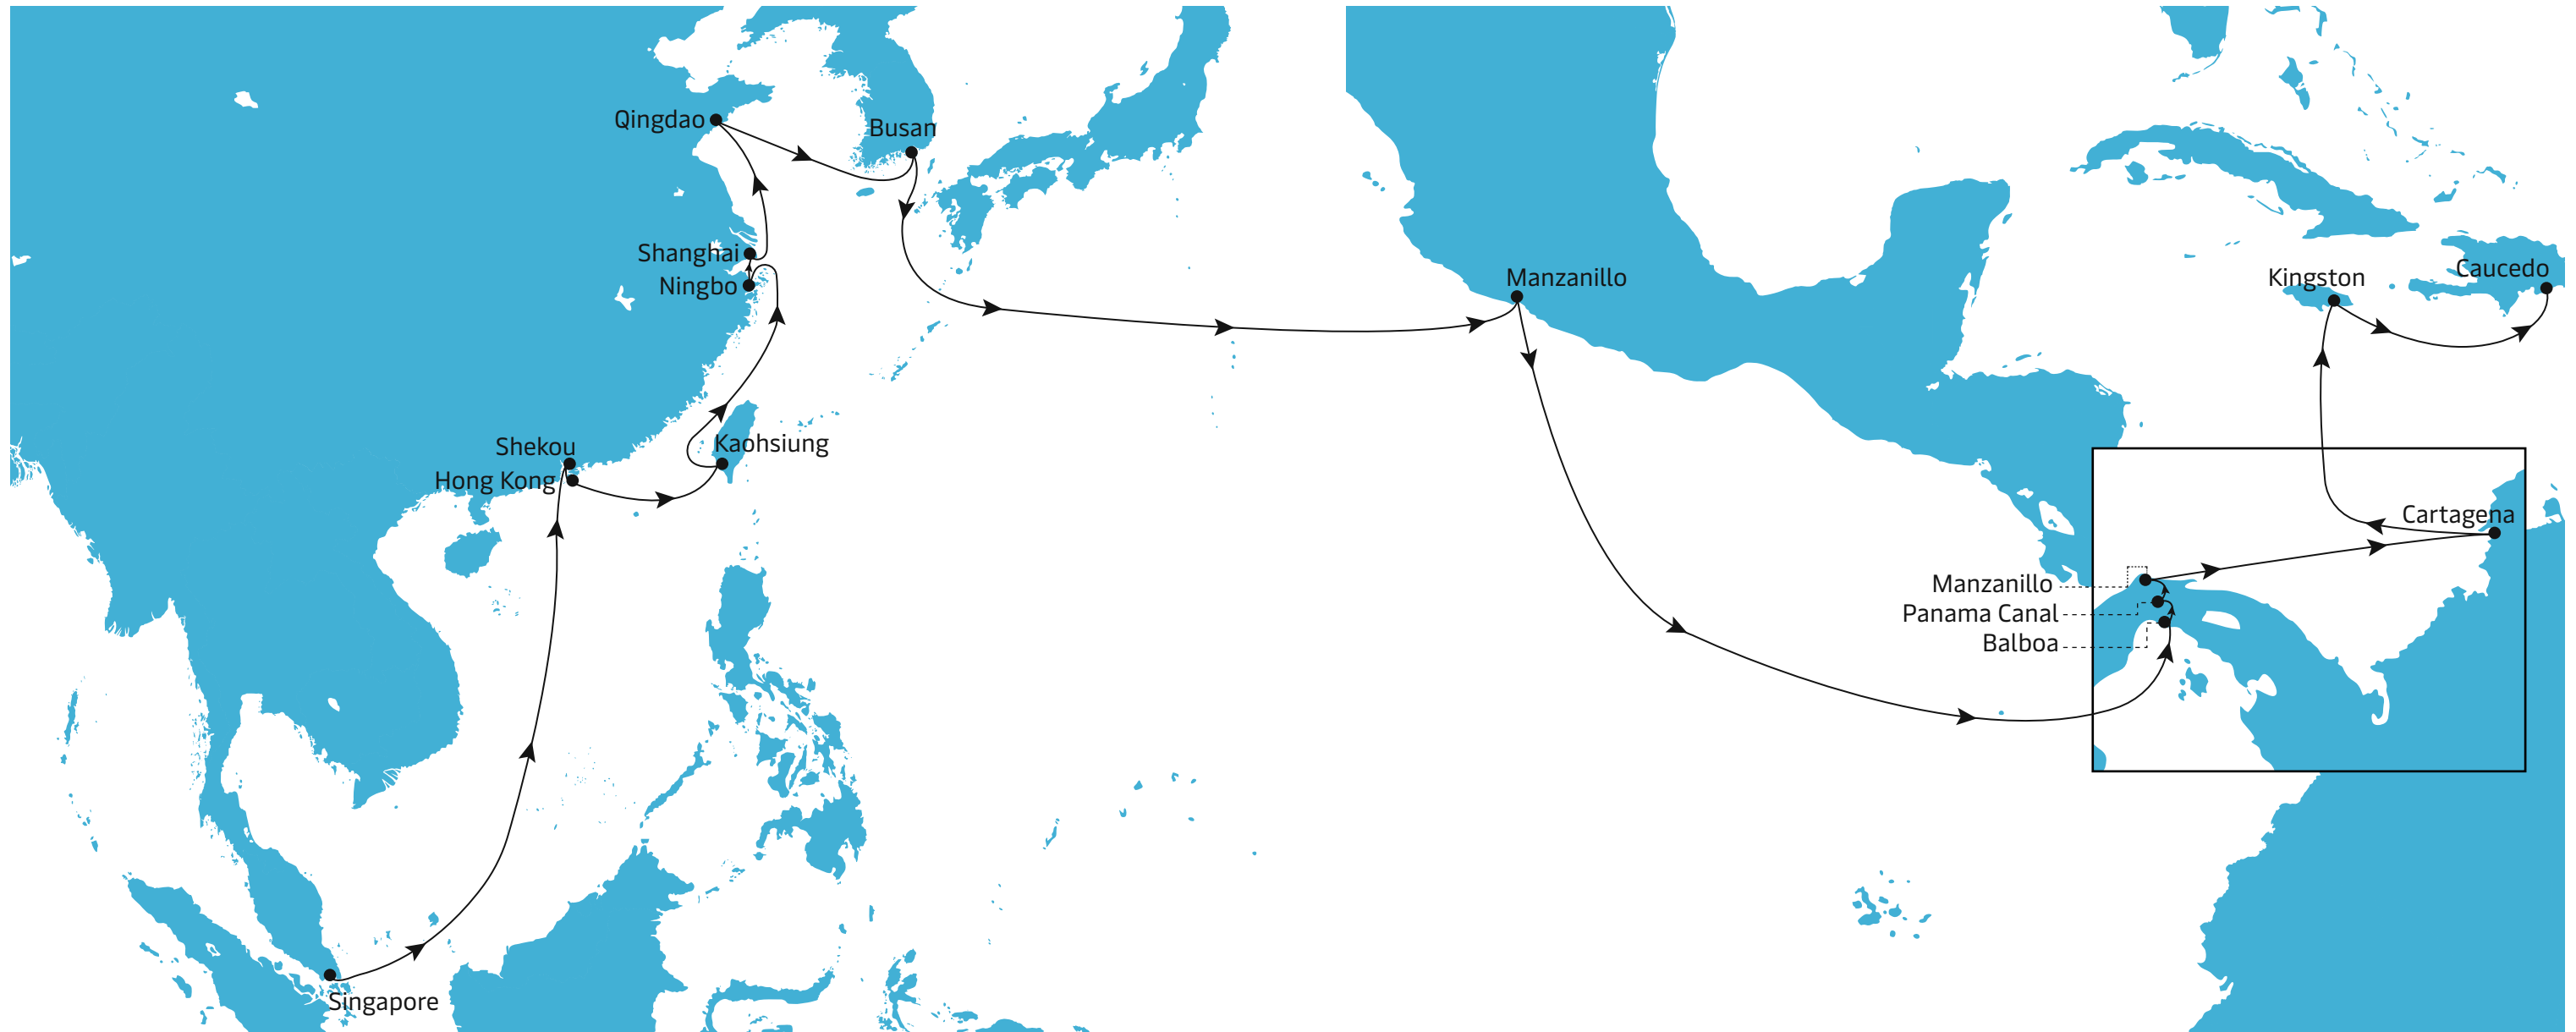 Qingdao
Busan
Shanghai
Ningbo
Manzanillo
Kingston
Caucedo
Shekou
Hong Kong
Kaohsiung
Cartagena
Manzanillo
Panama Canal
Balboa
Singapore